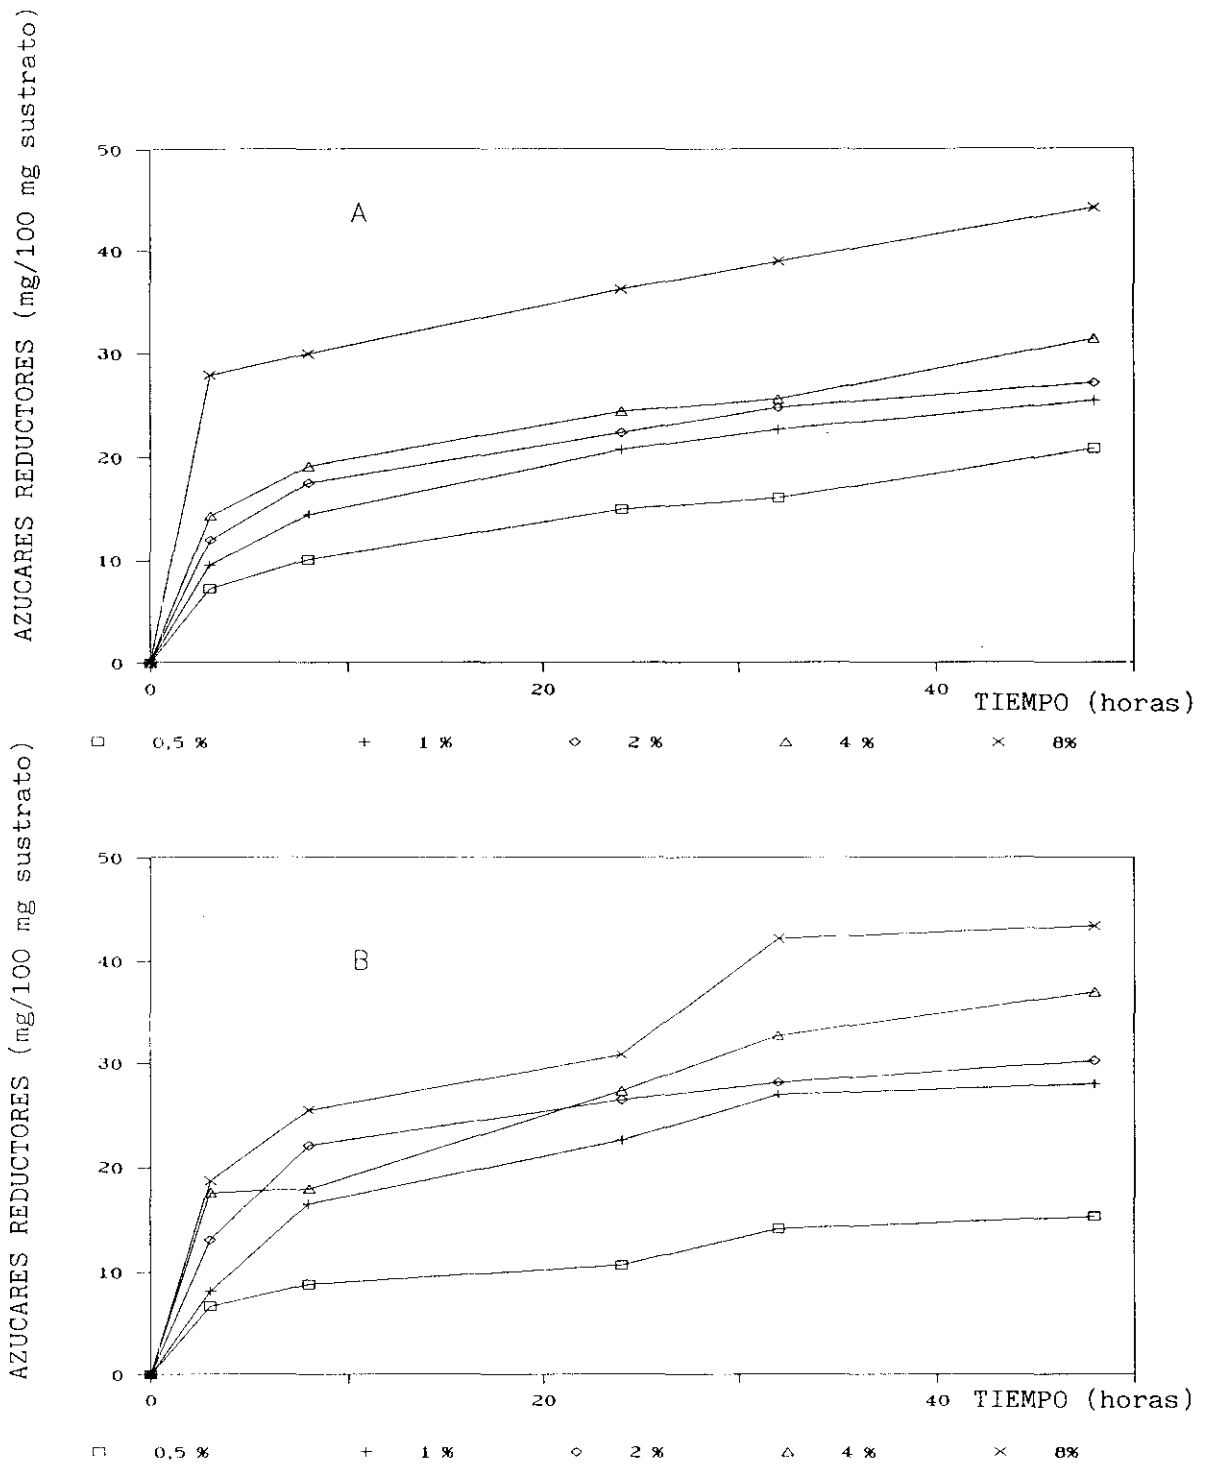 AZUCARES REDUCTORES (mg/100 mg sustrato)
50
A
40
30
20
10
0
0 20 40
TIEMPO (horas)
0,5 % 1 % 2 % 4 % 8%
AZUCARES REDUCTORES (mg/100 mg sustrato)
50
B
40
30
20
10
0
0 20 40 TIEMPO (horas)
0,5 % 1 % 2 % 4 % 8%